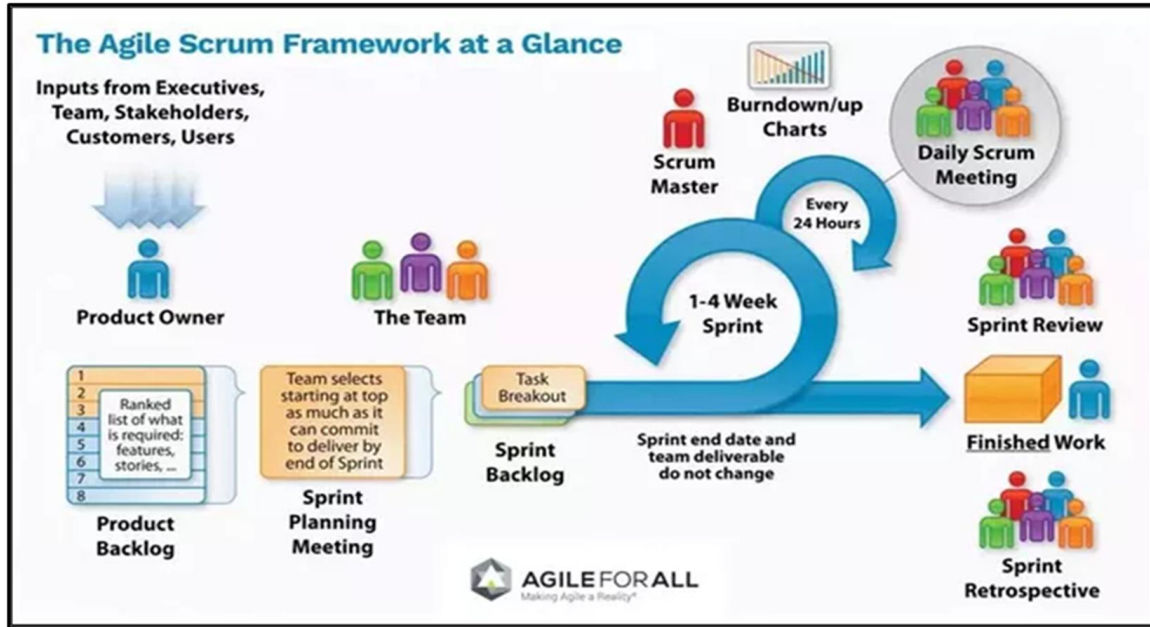 The Agile Scrum Framework at a Glance
Inputs from Executives,
Team, Stakeholders,
Customers, Users
Product Owner
The Team
Scrum
Master
Burndown/up
Charts
Daily Scrum
Meeting
Every
24 Hours
1-4 Week
Sprint
Sprint Review
1
2
3
4
5
6
7
8
Ranked
list of what
is required:
features,
stories, ...
Product
Backlog
Team selects
starting at top
as much as it
can commit
to deliver by
end of Sprint
Sprint
Planning
Meeting
Task
Breakout
Sprint
Backlog
Sprint end date and
team deliverable
do not change
Finished Work
Sprint
Retrospective
AGILE FOR ALL
Making Agile a Reality®